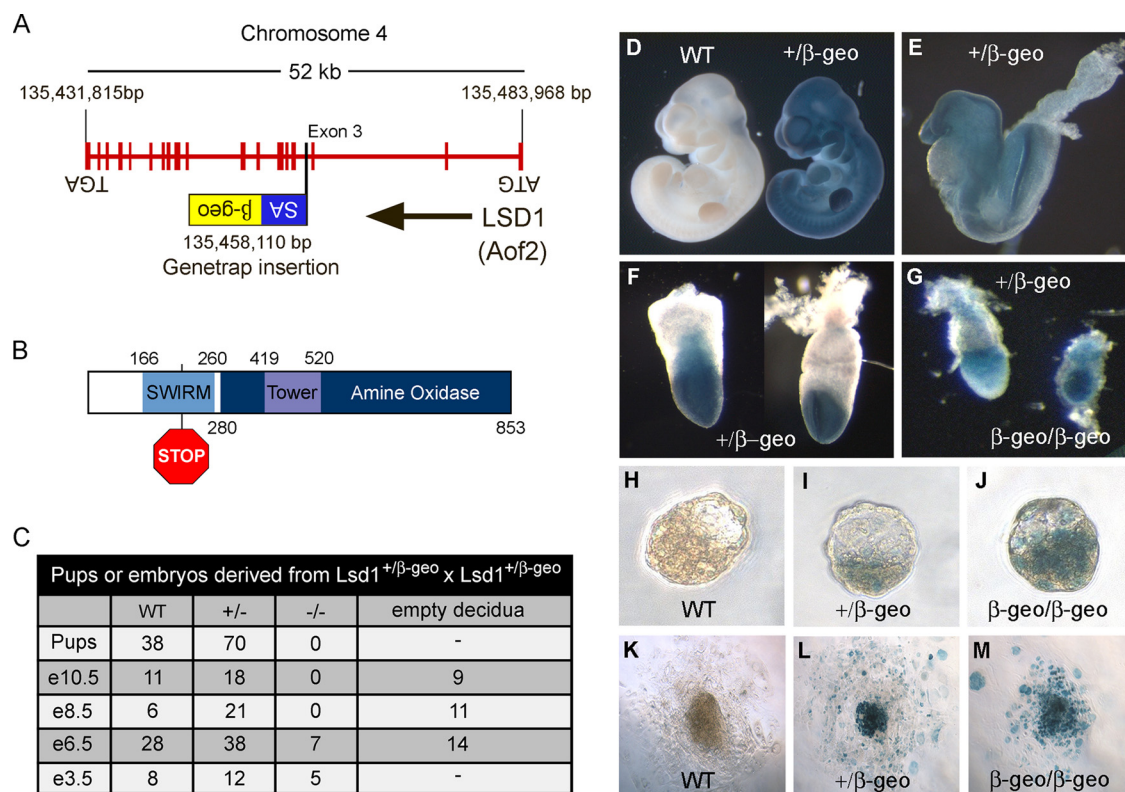 A
Chromosome 4
52 kb
135,431,815bp
135,483,968 bp
Exon 3
TGA
ATG
β-geo
SA
135,458,110 bp
Genetrap insertion
LSD1
(Aof2)
B
166
260
419
520
SWIRM
Tower
Amine Oxidase
280
853
STOP
C
Pups or embryos derived from Lsd1+/β-geo x Lsd1+/β-geo
WT +/- -/- empty decidua
Pups 38 70 0 -
e10.5 11 18 0 9
e8.5 6 21 0 11
e6.5 28 38 7 14
e3.5 8 12 5 -
D
WT
+/β-geo
E
+/β-geo
F
+/β–geo
G
+/β-geo
β-geo/β-geo
H
WT
I
+/β-geo
J
β-geo/β-geo
K
WT
L
+/β-geo
M
β-geo/β-geo